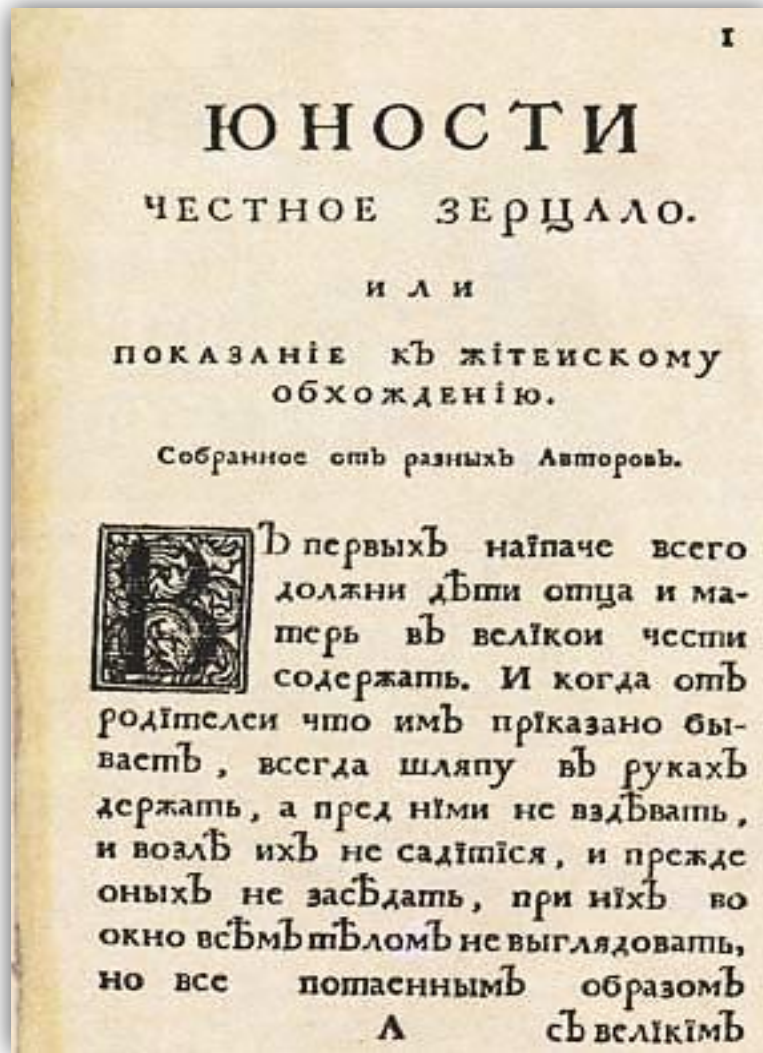 1
ЮНОСТИ
ЧЕСТНОЕ ЗЕРЦАЛО.
ИЛИ
ПОКАЗАНІЕ КЪ ЖІТЕИСКОМУ
ОБХОЖДЕНІЮ.
Собранное отъ разныхъ Авторовъ.
Въ первыхъ наіпаче всего
должни дѣти отца и ма-
терь въ велікои чести
содержать. И когда отъ
родітелеи что имъ пріказано бы-
ваетъ, всегда шляпу въ рукахъ
держать, а пред німи не вздѣвать,
и возлѣ ихъ не садітіся, и прежде
оныхъ не засѣдать, при ніхъ во
окно всѣмъ тѣломъ не выглядовать,
но все потаеннымъ образомъ
А съ велікімъ